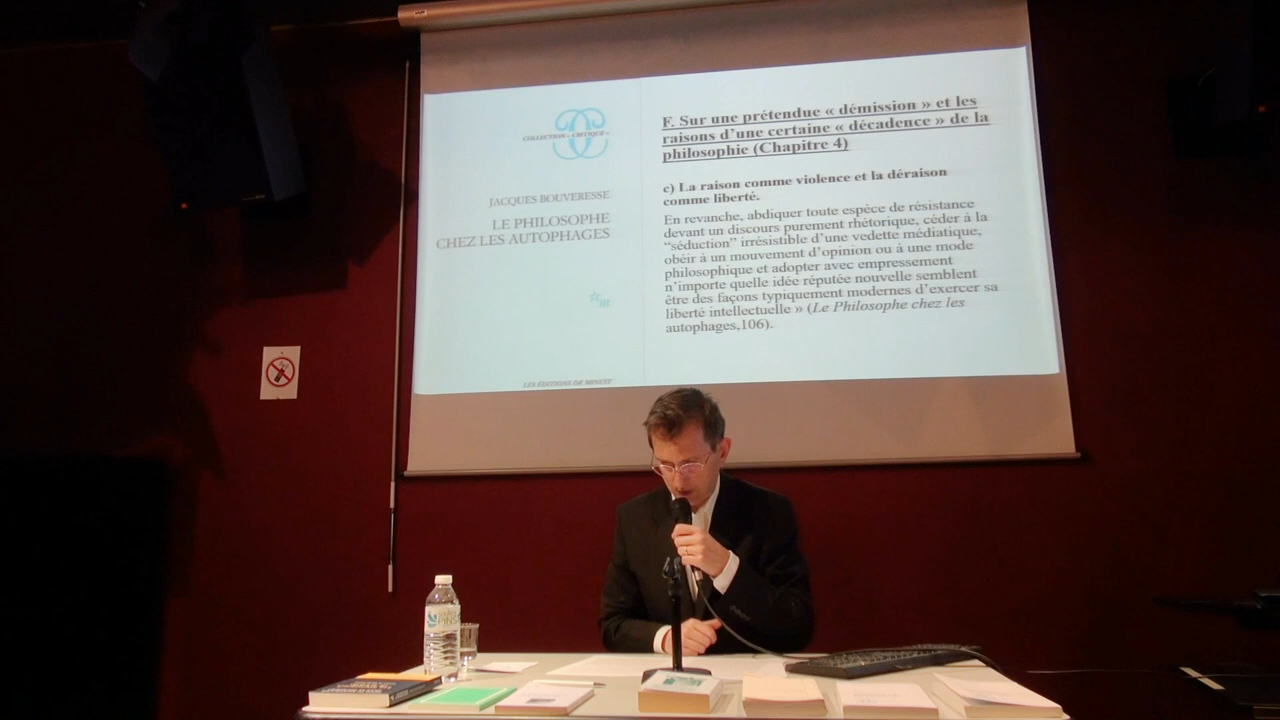 COLLECTION « CRITIQUE »
JACQUES BOUVERESSE
LE PHILOSOPHE
CHEZ LES AUTOPHAGES
LES ÉDITIONS DE MINUIT
F. Sur une prétendue « démission » et les
raisons d'une certaine « décadence » de la
philosophie (Chapitre 4)
c) La raison comme violence et la déraison
comme liberté.
En revanche, abdiquer toute espèce de résistance
devant un discours purement rhétorique, céder à la
“séduction” irrésistible d'une vedette médiatique,
obéir à un mouvement d'opinion ou à une mode
philosophique et adopter avec empressement
n'importe quelle idée réputée nouvelle semblent
être des façons typiquement modernes d'exercer sa
liberté intellectuelle » (Le Philosophe chez les
autophages,106).